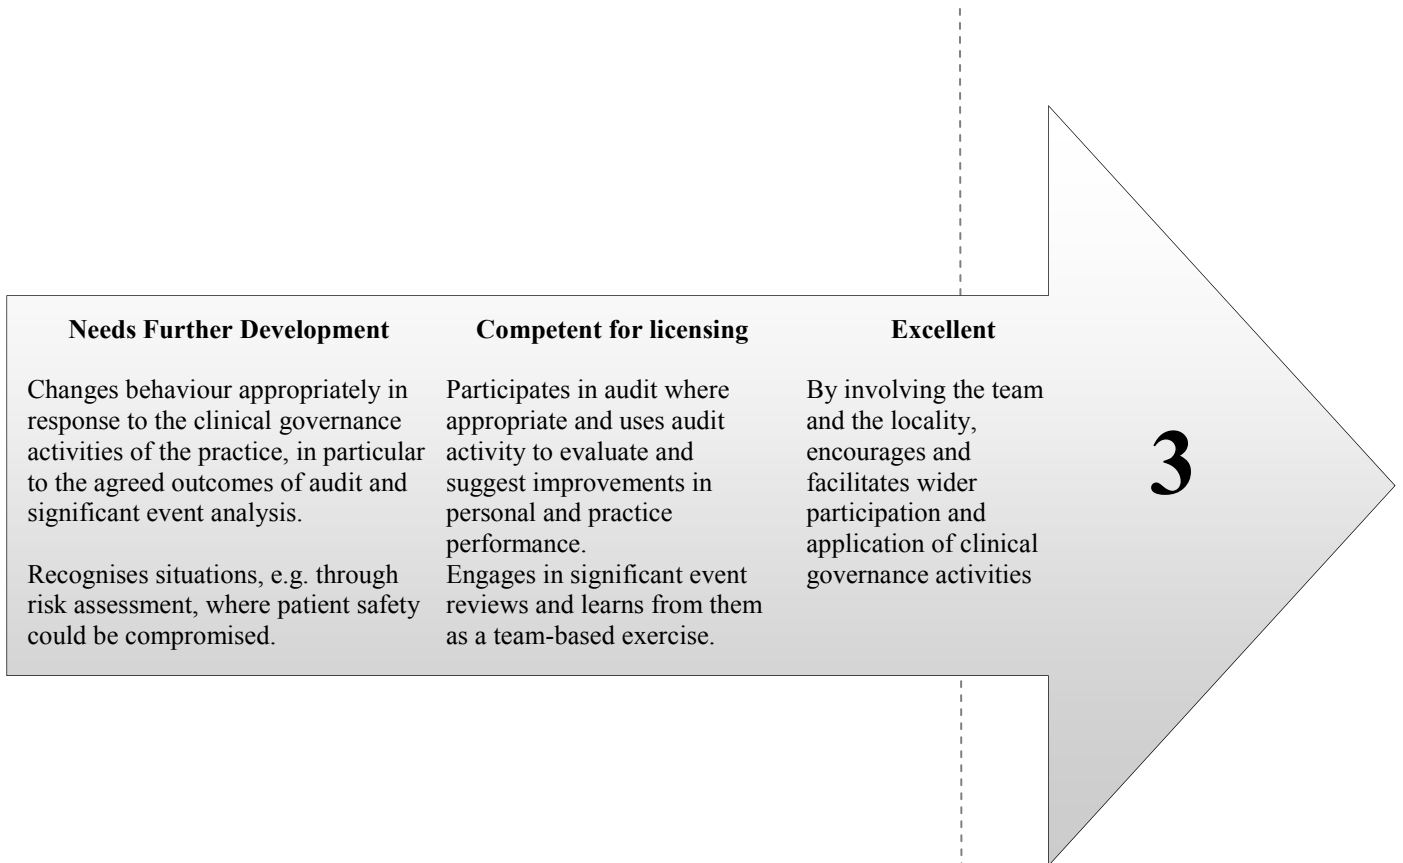 Needs Further Development
Changes behaviour appropriately in
response to the clinical governance
activities of the practice, in particular
to the agreed outcomes of audit and
significant event analysis.
Recognises situations, e.g. through
risk assessment, where patient safety
could be compromised.
Competent for licensing
Participates in audit where
appropriate and uses audit
activity to evaluate and
suggest improvements in
personal and practice
performance.
Engages in significant event
reviews and learns from them
as a team-based exercise.
Excellent
By involving the team
and the locality,
encourages and
facilitates wider
participation and
application of clinical
governance activities
3